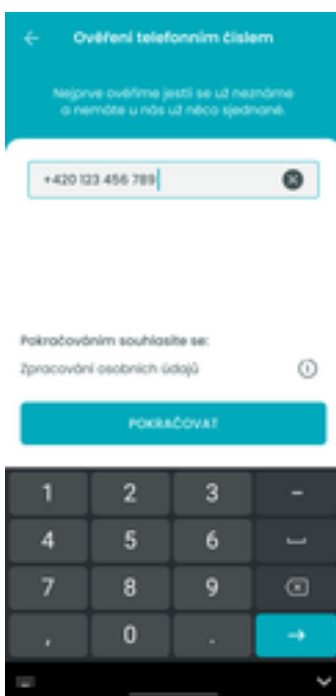 Ověření telefonním číslem
Nejprve ověříme jestli se už neznáme
a nemáte u nás už něco sjednané.
+420 123 456 789
Pokračováním souhlasíte se:
Zpracování osobních údajů
POKRAČOVAT
1 2 3 –
4 5 6
7 8 9
, 0 .